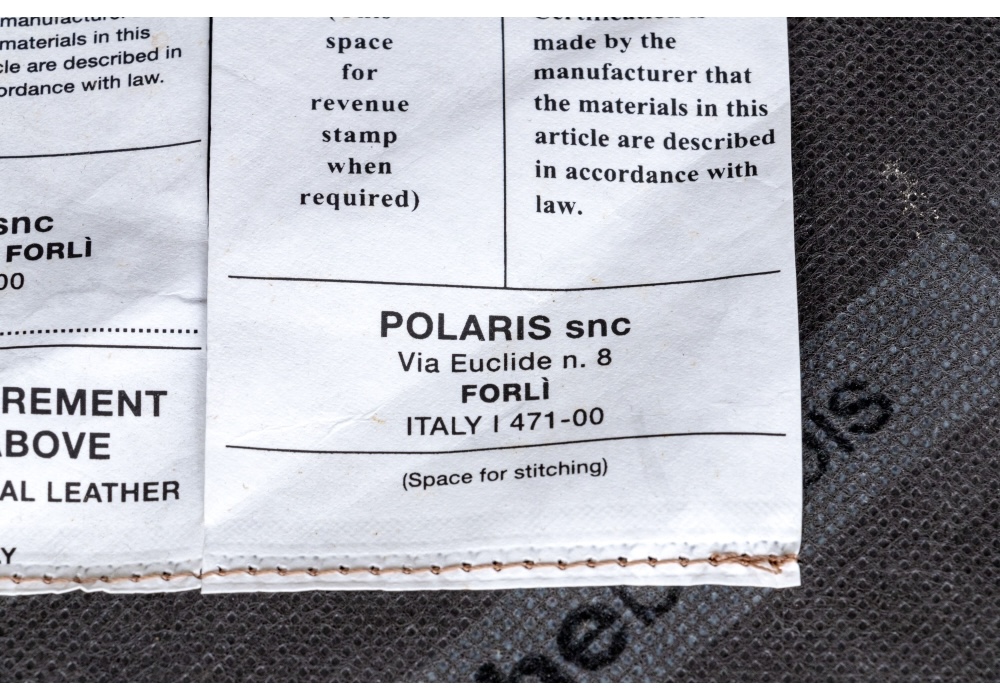 materials in this
are described in
with law.
snc
FORLÌ
00
REMENT
ABOVE
LEATHER
space
for
revenue
stamp
when
required)
made by the
manufacturer that
the materials in this
article are described
in accordance with
law.
POLARIS snc
Via Euclide n. 8
FORLÌ
ITALY I 471-00
(Space for stitching)